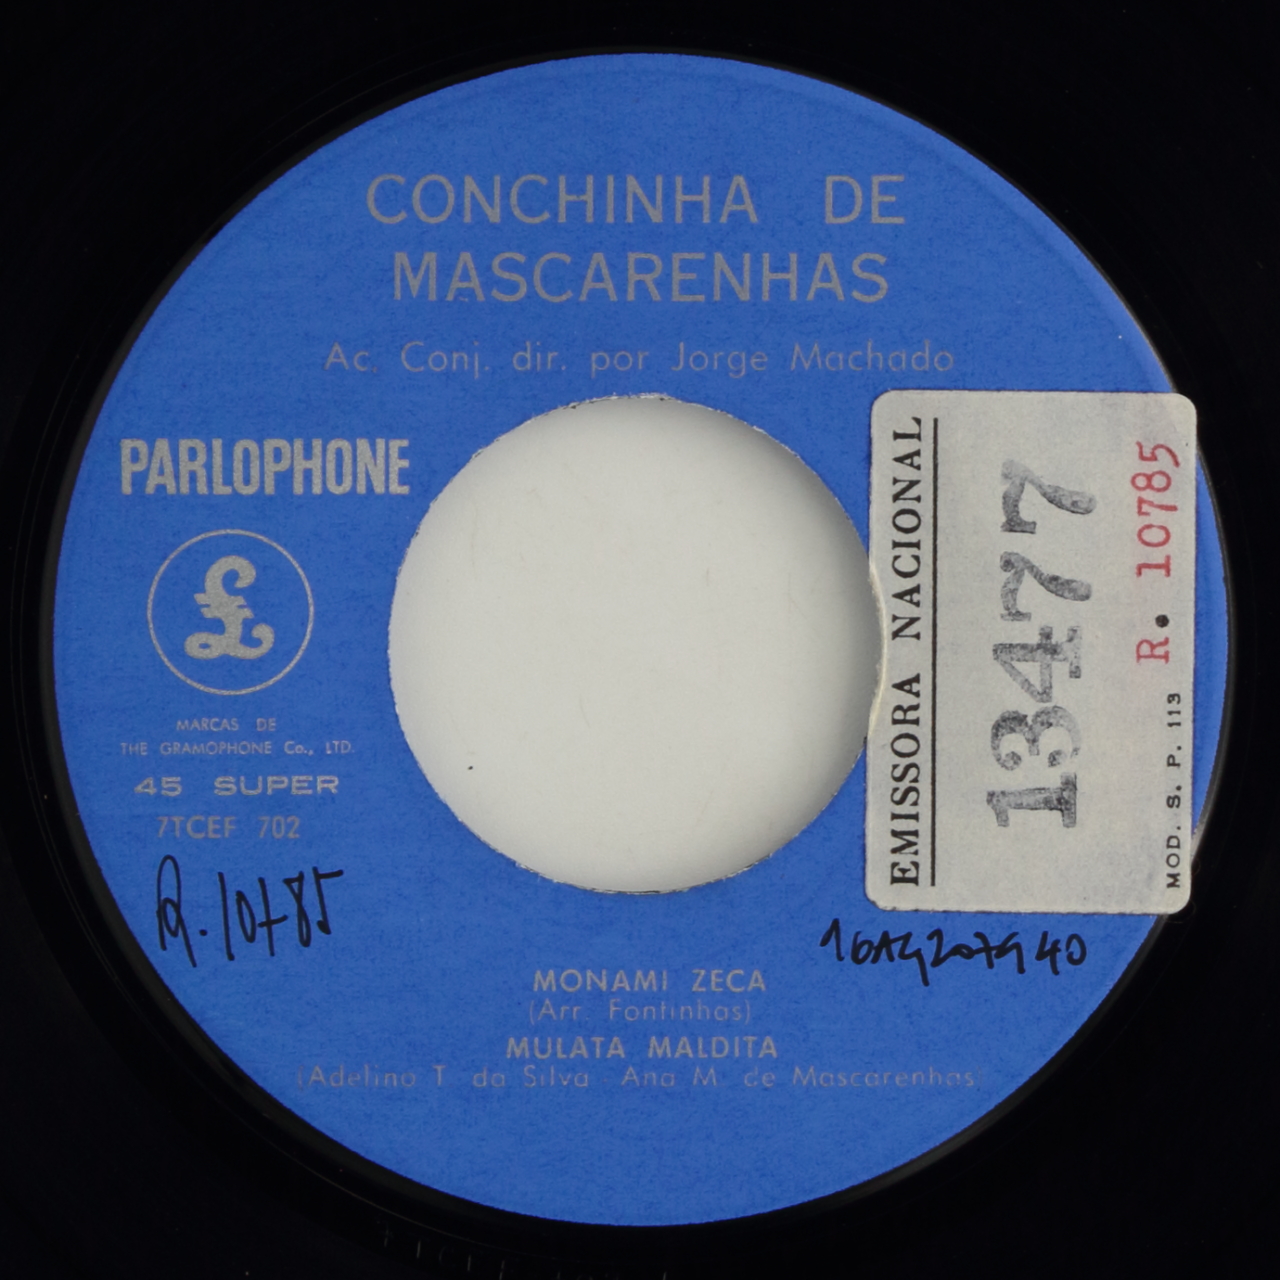 CONCHINHA DE
MASCARENHAS
Ac. Conj. dir. por Jorge Machado
PARLOPHONE
£
MARCAS DE
THE GRAMOPHONE Co., LTD.
45 SUPER
7TCEF 702
R. 10785
EMISSORA NACIONAL
13477
R. 10785
MOD. S. P. 113
MONAMI ZECA
(Arr. Fontinhas)
MULATA MALDITA
(Adelino T. da Silva - Ana M. de Mascarenhas)